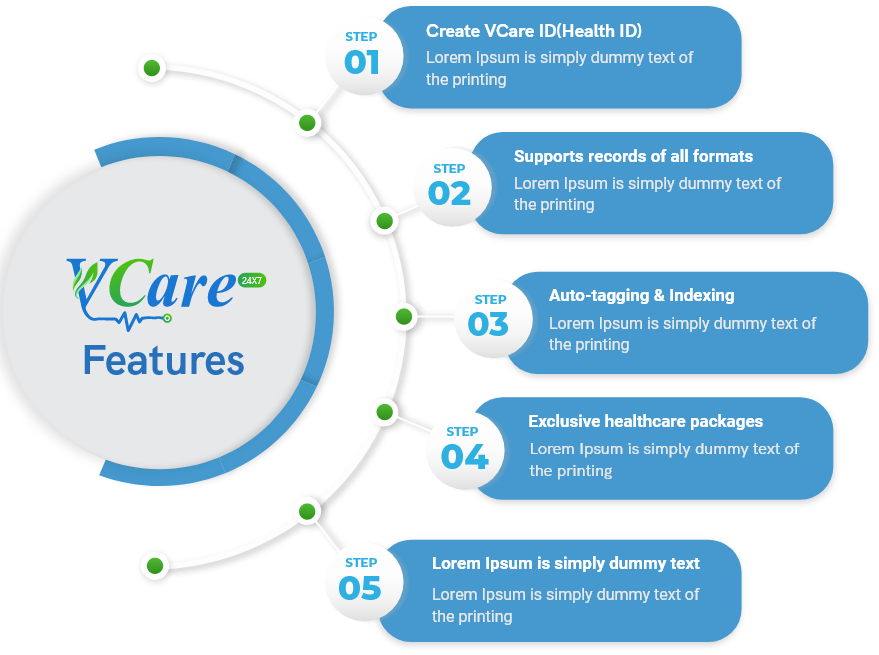 STEP
01
Create VCare ID(Health ID)
Lorem Ipsum is simply dummy text of
the printing
STEP
02
Supports records of all formats
Lorem Ipsum is simply dummy text of
the printing
VCare 24X7
Features
STEP
03
Auto-tagging & Indexing
Lorem Ipsum is simply dummy text of
the printing
STEP
04
Exclusive healthcare packages
Lorem Ipsum is simply dummy text of
the printing
STEP
05
Lorem Ipsum is simply dummy text
Lorem Ipsum is simply dummy text of
the printing